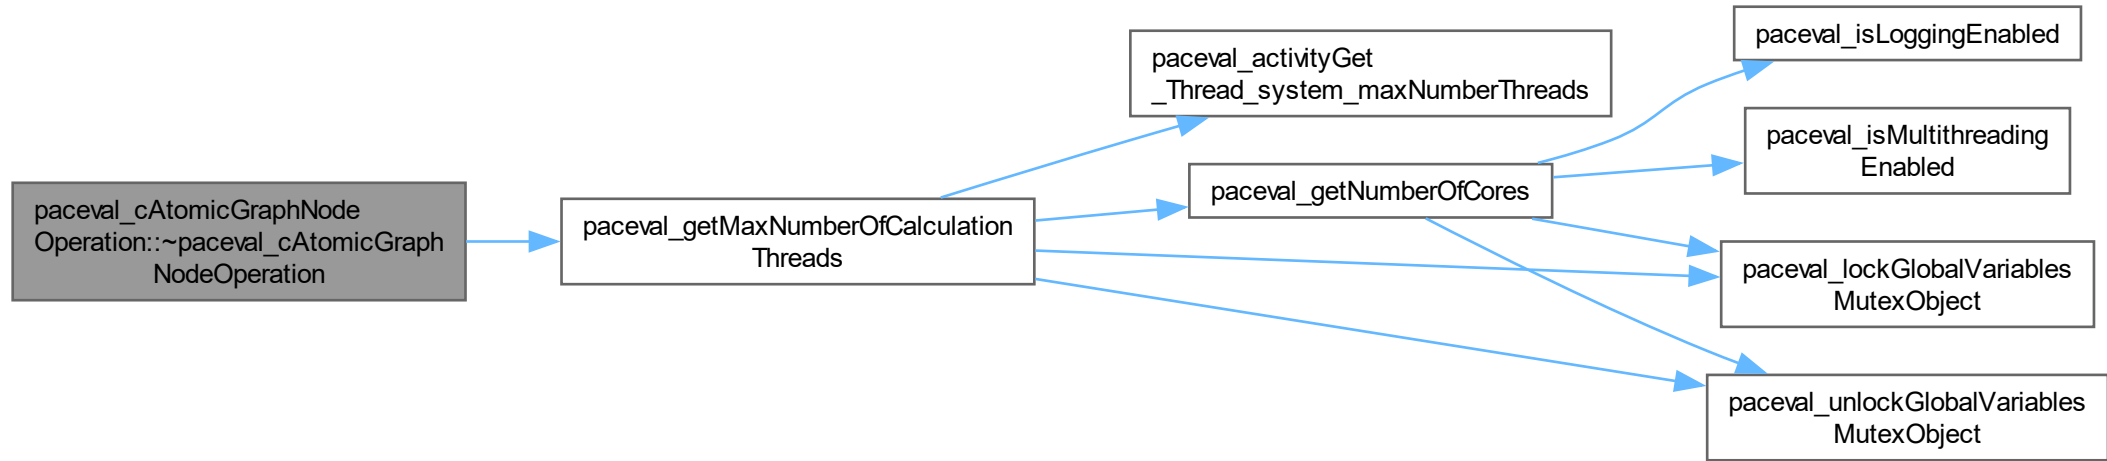 paceval_cAtomicGraphNode
Operation::~paceval_cAtomicGraph
NodeOperation
paceval_getMaxNumberOfCalculation
Threads
paceval_activityGet
_Thread_system_maxNumberThreads
paceval_getNumberOfCores
paceval_isLoggingEnabled
paceval_isMultithreading
Enabled
paceval_lockGlobalVariables
MutexObject
paceval_unlockGlobalVariables
MutexObject